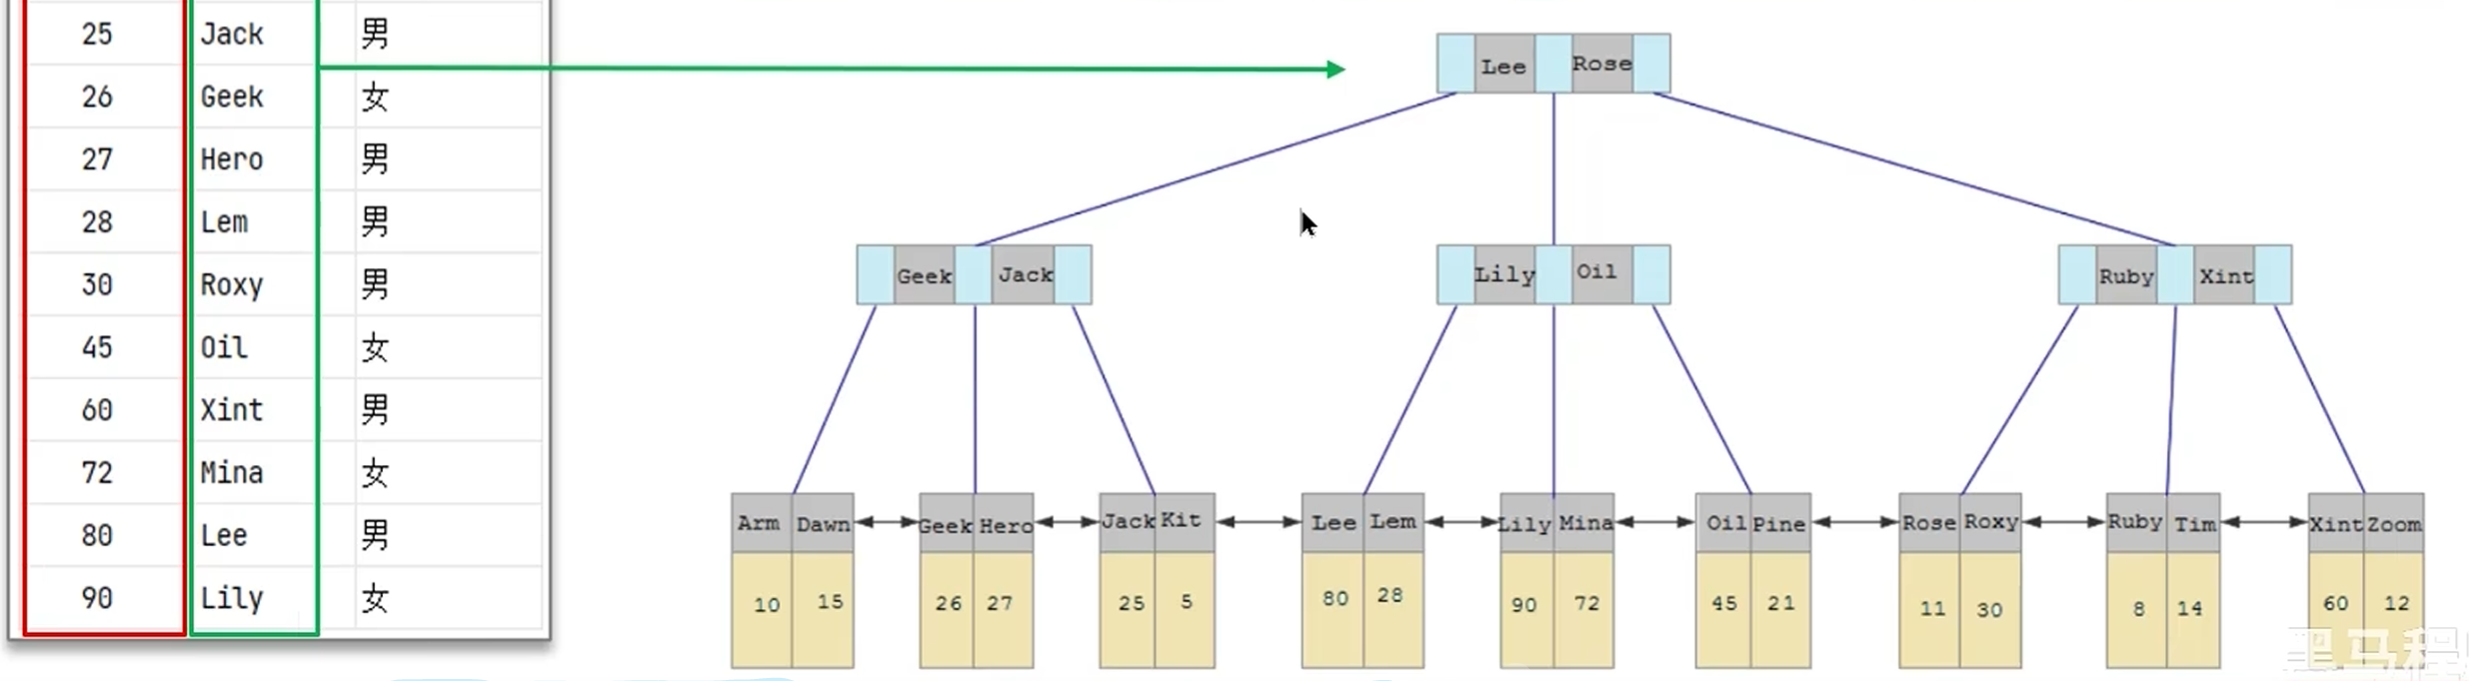 25 Jack 男
26 Geek 女
27 Hero 男
28 Lem 男
30 Roxy 男
45 Oil 女
60 Xint 男
72 Mina 女
80 Lee 男
90 Lily 女
Lee Rose
Geek Jack
Lily Oil
Ruby Xint
Arm Dawn
10 15
Geek Hero
26 27
Jack Kit
25 5
Lee Lem
80 28
Lily Mina
90 72
Oil Pine
45 21
Rose Roxy
11 30
Ruby Tim
8 14
Xint Zoom
60 12
黑马程